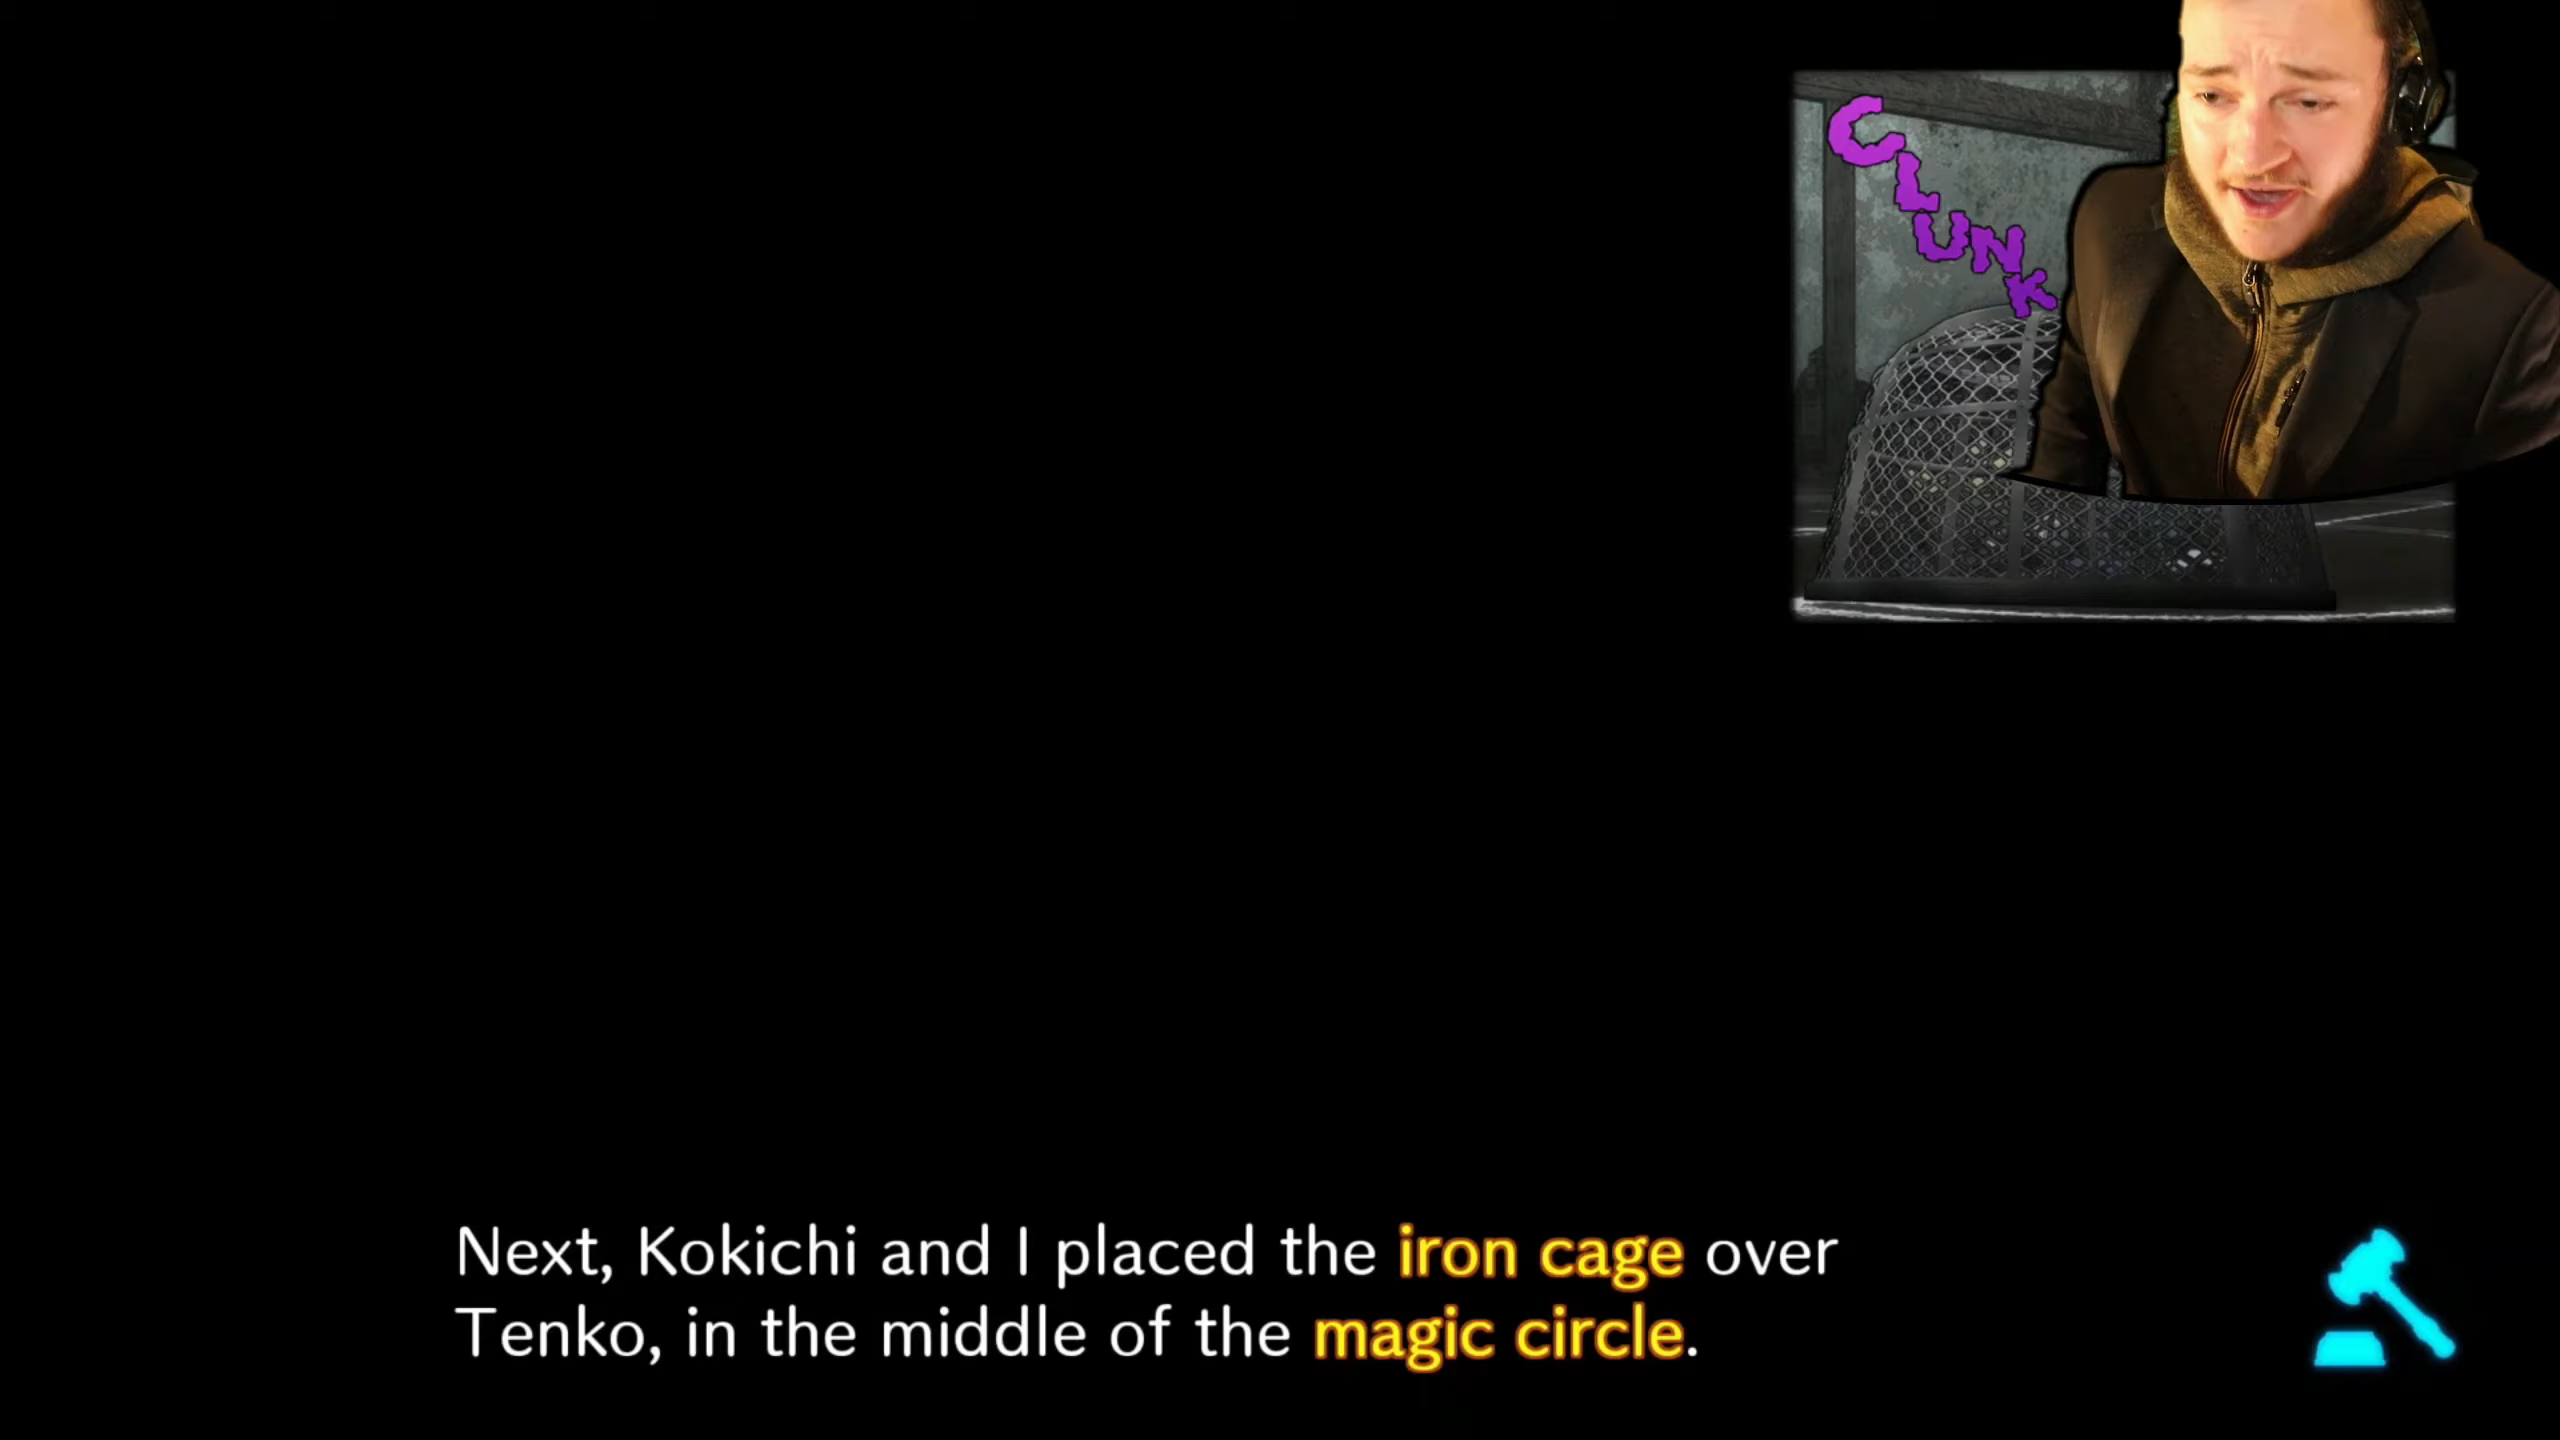 CLUNK
Next, Kokichi and I placed the iron cage over
Tenko, in the middle of the magic circle.